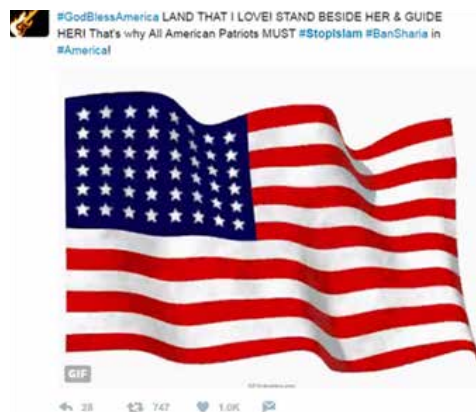 #GodBlessAmerica LAND THAT I LOVE! STAND BESIDE HER & GUIDE
HER! That's why All American Patriots MUST #StopIslam #BanSharia in
#America!
GIF
28 747 1.0K